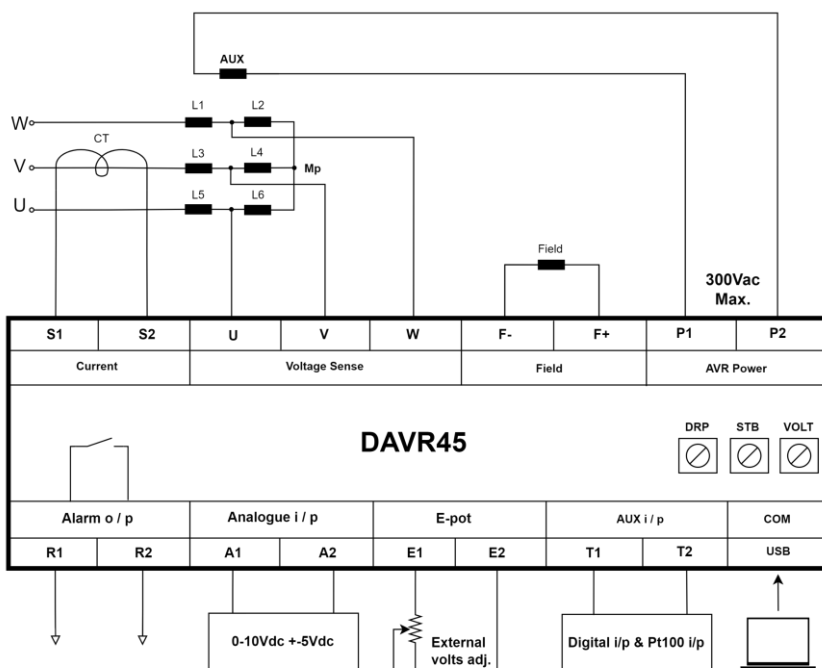 AUX
L1 L2
W
CT
L3 L4
V
Mp
L5 L6
U
Field
300Vac
Max.
S1 S2 U V W F- F+ P1 P2
Current Voltage Sense Field AVR Power
DAVR45
DRP STB VOLT
Alarm o / p Analogue i / p E-pot AUX i / p COM
R1 R2 A1 A2 E1 E2 T1 T2 USB
0-10Vdc +-5Vdc
External
volts adj.
Digital i/p & Pt100 i/p